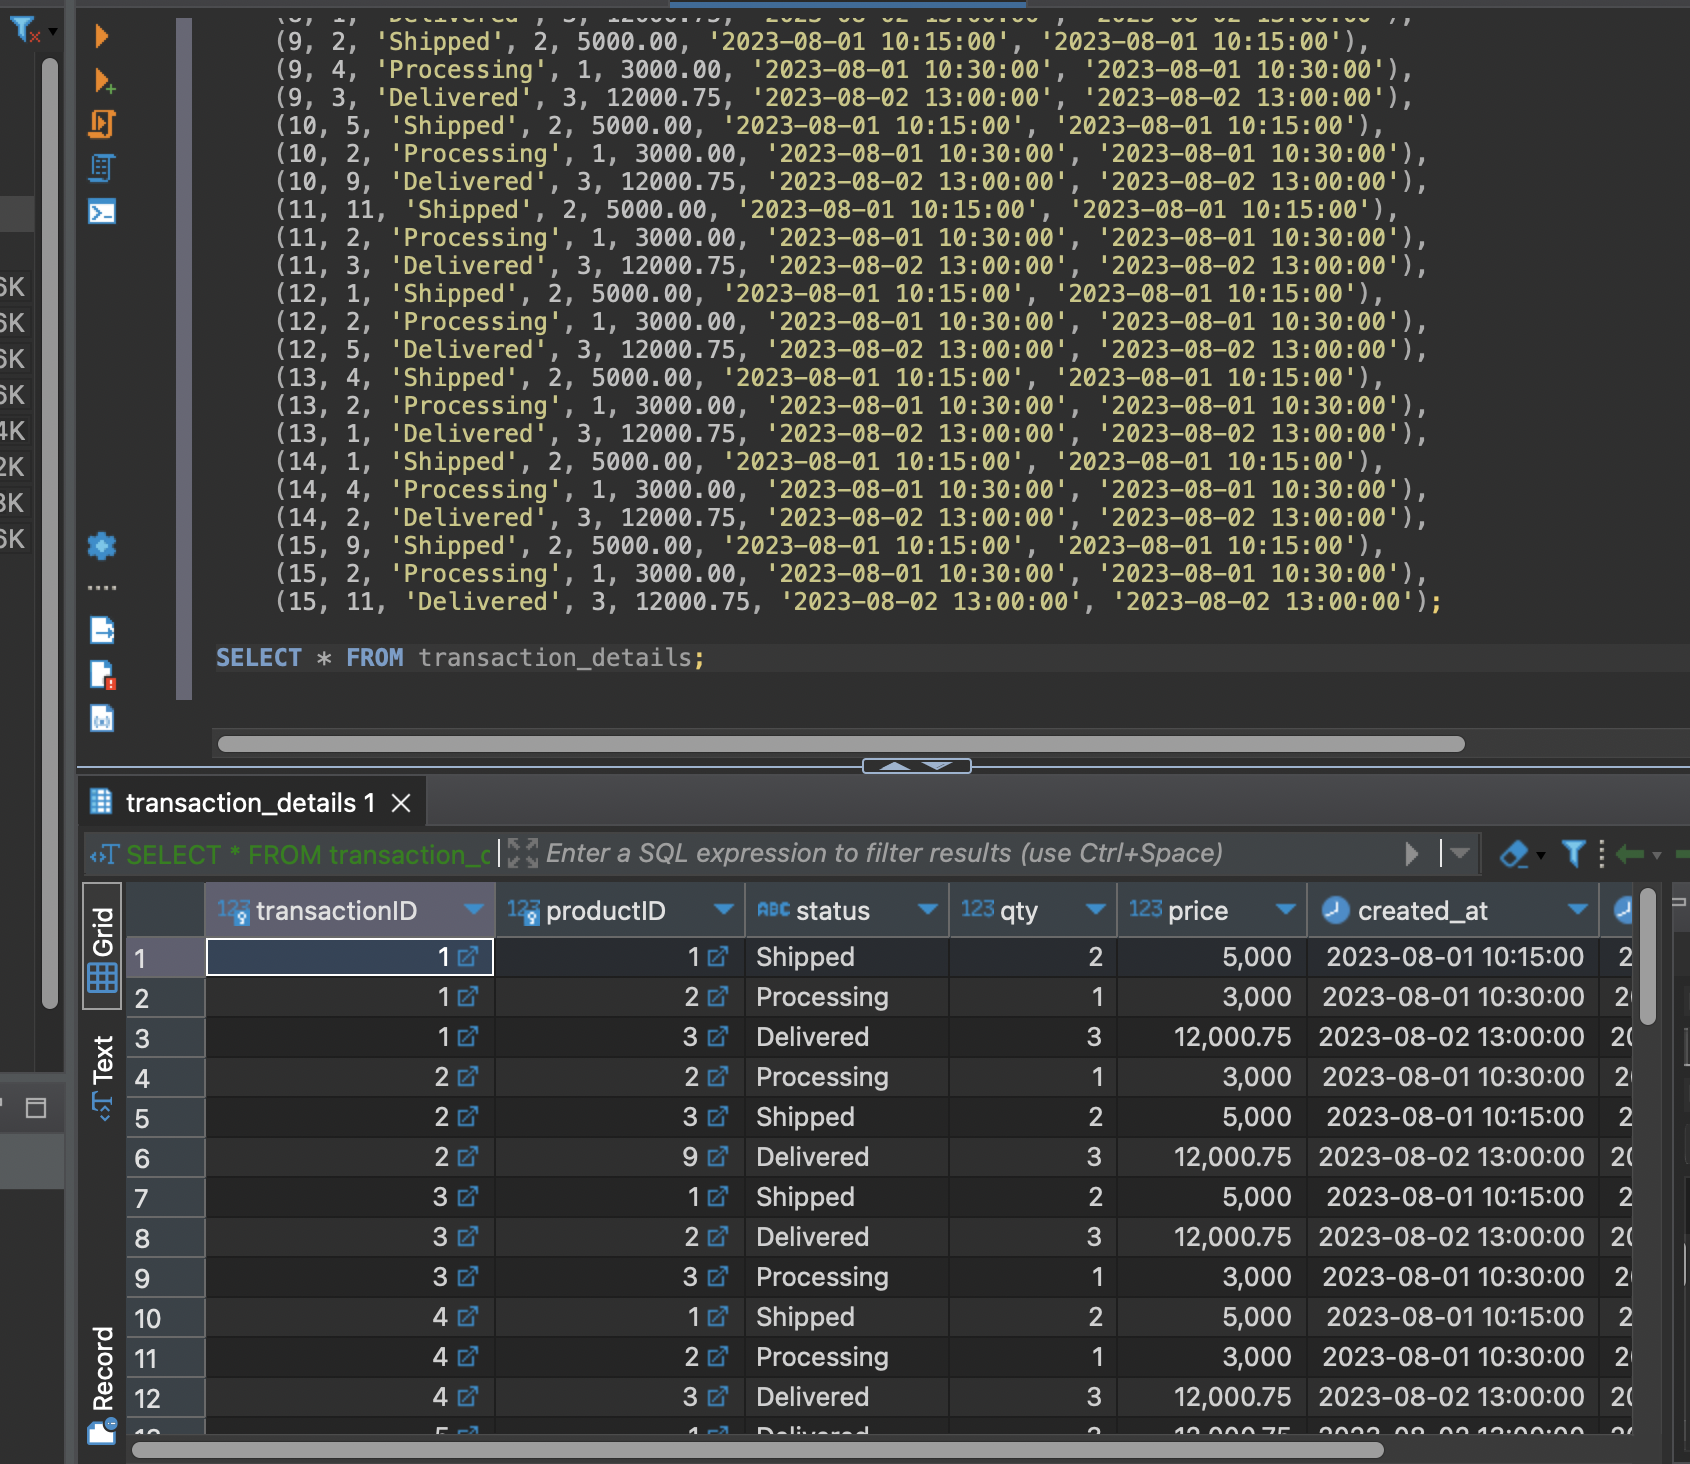 (8, 1, 'Delivered', 3, 12000.75, '2023-08-02 13:00:00', '2023-08-02 13:00:00'),
(9, 2, 'Shipped', 2, 5000.00, '2023-08-01 10:15:00', '2023-08-01 10:15:00'),
(9, 4, 'Processing', 1, 3000.00, '2023-08-01 10:30:00', '2023-08-01 10:30:00'),
(9, 3, 'Delivered', 3, 12000.75, '2023-08-02 13:00:00', '2023-08-02 13:00:00'),
(10, 5, 'Shipped', 2, 5000.00, '2023-08-01 10:15:00', '2023-08-01 10:15:00'),
(10, 2, 'Processing', 1, 3000.00, '2023-08-01 10:30:00', '2023-08-01 10:30:00'),
(10, 9, 'Delivered', 3, 12000.75, '2023-08-02 13:00:00', '2023-08-02 13:00:00'),
(11, 11, 'Shipped', 2, 5000.00, '2023-08-01 10:15:00', '2023-08-01 10:15:00'),
(11, 2, 'Processing', 1, 3000.00, '2023-08-01 10:30:00', '2023-08-01 10:30:00'),
(11, 3, 'Delivered', 3, 12000.75, '2023-08-02 13:00:00', '2023-08-02 13:00:00'),
(12, 1, 'Shipped', 2, 5000.00, '2023-08-01 10:15:00', '2023-08-01 10:15:00'),
(12, 2, 'Processing', 1, 3000.00, '2023-08-01 10:30:00', '2023-08-01 10:30:00'),
(12, 5, 'Delivered', 3, 12000.75, '2023-08-02 13:00:00', '2023-08-02 13:00:00'),
(13, 4, 'Shipped', 2, 5000.00, '2023-08-01 10:15:00', '2023-08-01 10:15:00'),
(13, 2, 'Processing', 1, 3000.00, '2023-08-01 10:30:00', '2023-08-01 10:30:00'),
(13, 1, 'Delivered', 3, 12000.75, '2023-08-02 13:00:00', '2023-08-02 13:00:00'),
(14, 1, 'Shipped', 2, 5000.00, '2023-08-01 10:15:00', '2023-08-01 10:15:00'),
(14, 4, 'Processing', 1, 3000.00, '2023-08-01 10:30:00', '2023-08-01 10:30:00'),
(14, 2, 'Delivered', 3, 12000.75, '2023-08-02 13:00:00', '2023-08-02 13:00:00'),
(15, 9, 'Shipped', 2, 5000.00, '2023-08-01 10:15:00', '2023-08-01 10:15:00'),
(15, 2, 'Processing', 1, 3000.00, '2023-08-01 10:30:00', '2023-08-01 10:30:00'),
(15, 11, 'Delivered', 3, 12000.75, '2023-08-02 13:00:00', '2023-08-02 13:00:00');
SELECT * FROM transaction_details;
transaction_details 1
SELECT * FROM transaction_d Enter a SQL expression to filter results (use Ctrl+Space)
Grid
Text
Record
transactionID productID status qty price created_at
1 1 1 Shipped 2 5,000 2023-08-01 10:15:00
2 1 2 Processing 1 3,000 2023-08-01 10:30:00
3 1 3 Delivered 3 12,000.75 2023-08-02 13:00:00
4 2 2 Processing 1 3,000 2023-08-01 10:30:00
5 2 3 Shipped 2 5,000 2023-08-01 10:15:00
6 2 9 Delivered 3 12,000.75 2023-08-02 13:00:00
7 3 1 Shipped 2 5,000 2023-08-01 10:15:00
8 3 2 Delivered 3 12,000.75 2023-08-02 13:00:00
9 3 3 Processing 1 3,000 2023-08-01 10:30:00
10 4 1 Shipped 2 5,000 2023-08-01 10:15:00
11 4 2 Processing 1 3,000 2023-08-01 10:30:00
12 4 3 Delivered 3 12,000.75 2023-08-02 13:00:00